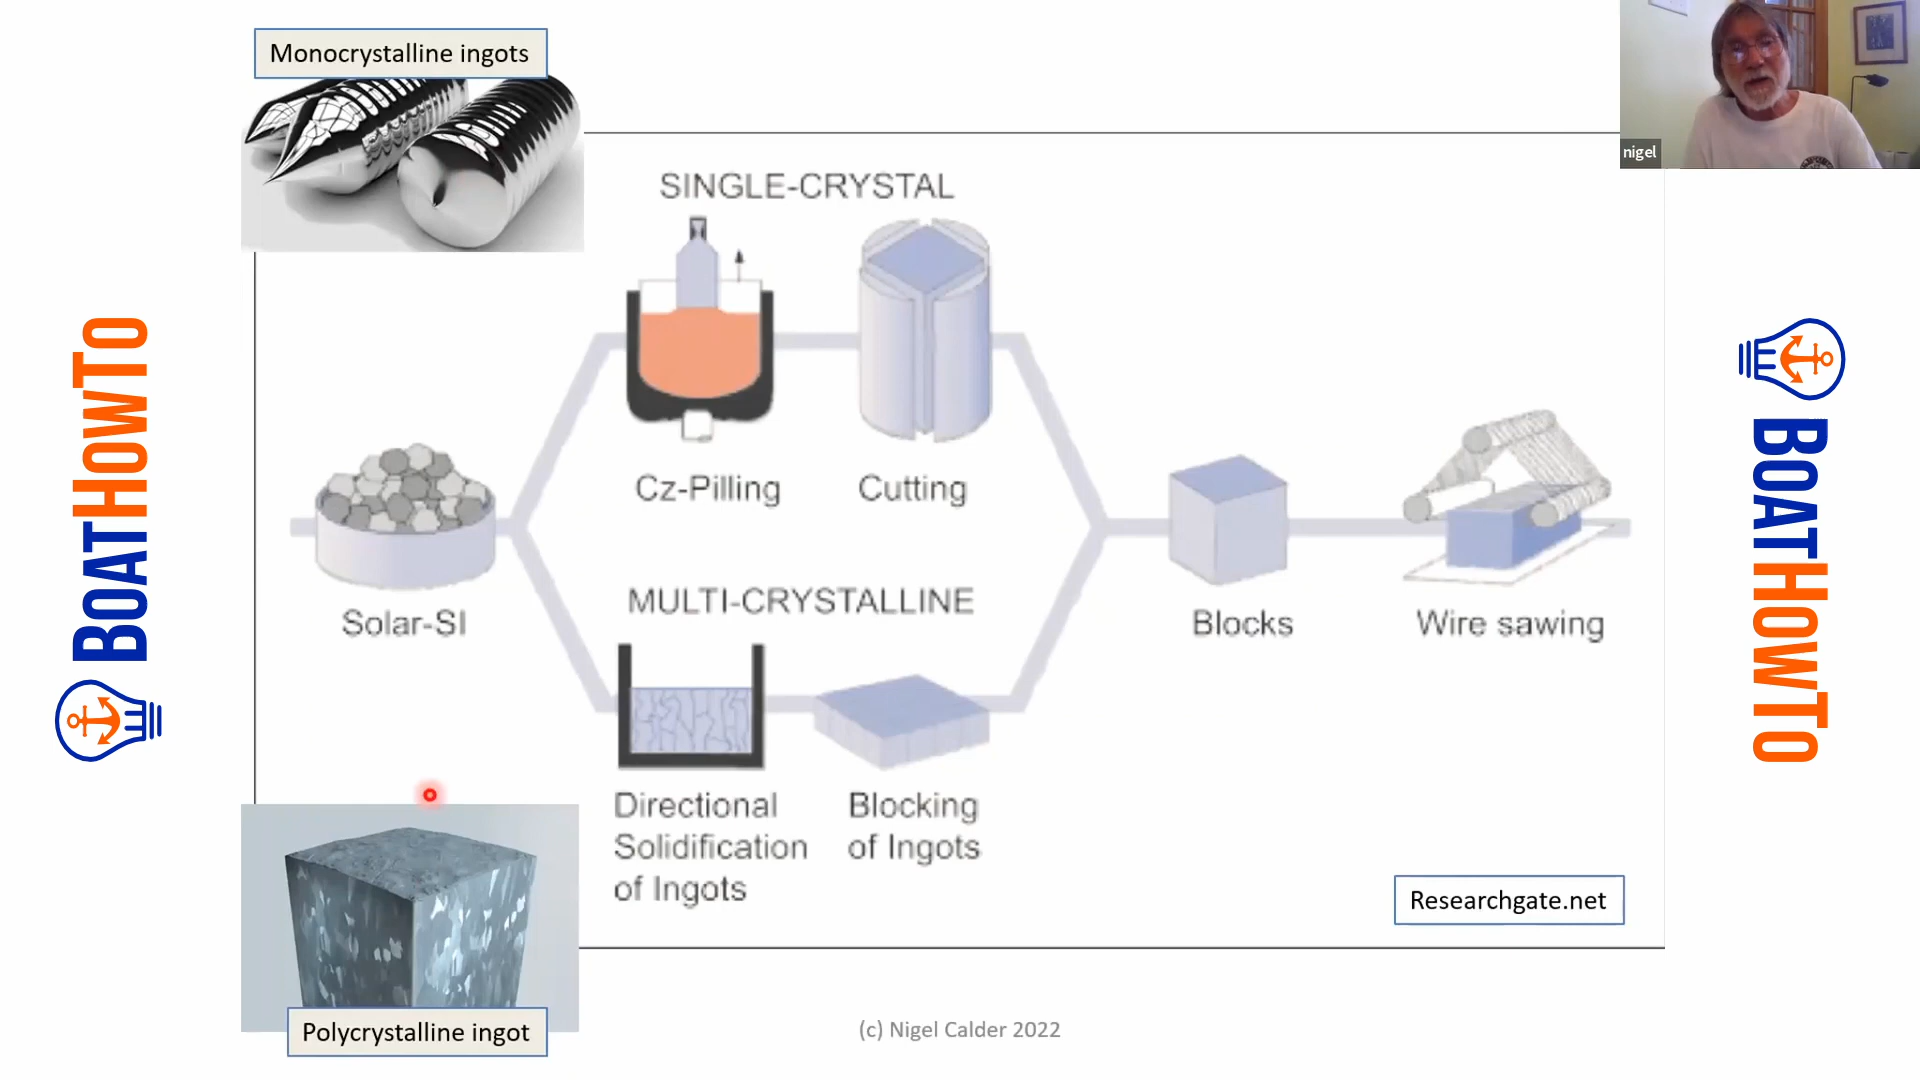 Monocrystalline ingots
nigel
SINGLE-CRYSTAL
Cz-Pilling
Cutting
BOATHOWTO
BOATHOWTO
Solar-SI
MULTI-CRYSTALLINE
Blocks
Wire sawing
Directional
Solidification
of Ingots
Blocking
of Ingots
Researchgate.net
Polycrystalline ingot
(c) Nigel Calder 2022